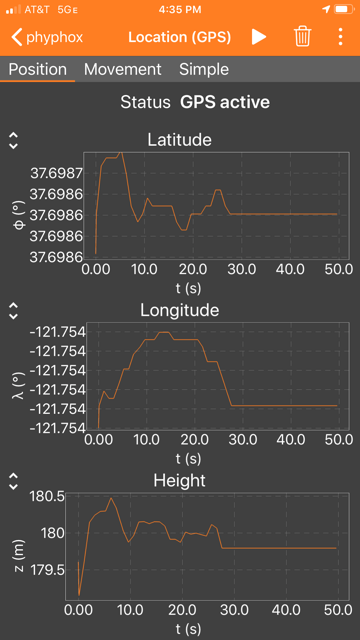 AT&T 5GE 4:35 PM
phyphox Location (GPS)
Position Movement Simple
Status GPS active
Latitude
37.6987
37.6986
37.6986
37.6986
37.6986
ϕ (°)
0.00 10.0 20.0 30.0 40.0 50.0
t (s)
Longitude
-121.754
-121.754
-121.754
-121.754
-121.754
-121.754
λ (°)
0.00 10.0 20.0 30.0 40.0 50.0
t (s)
Height
180.5
180
179.5
z (m)
0.00 10.0 20.0 30.0 40.0 50.0
t (s)